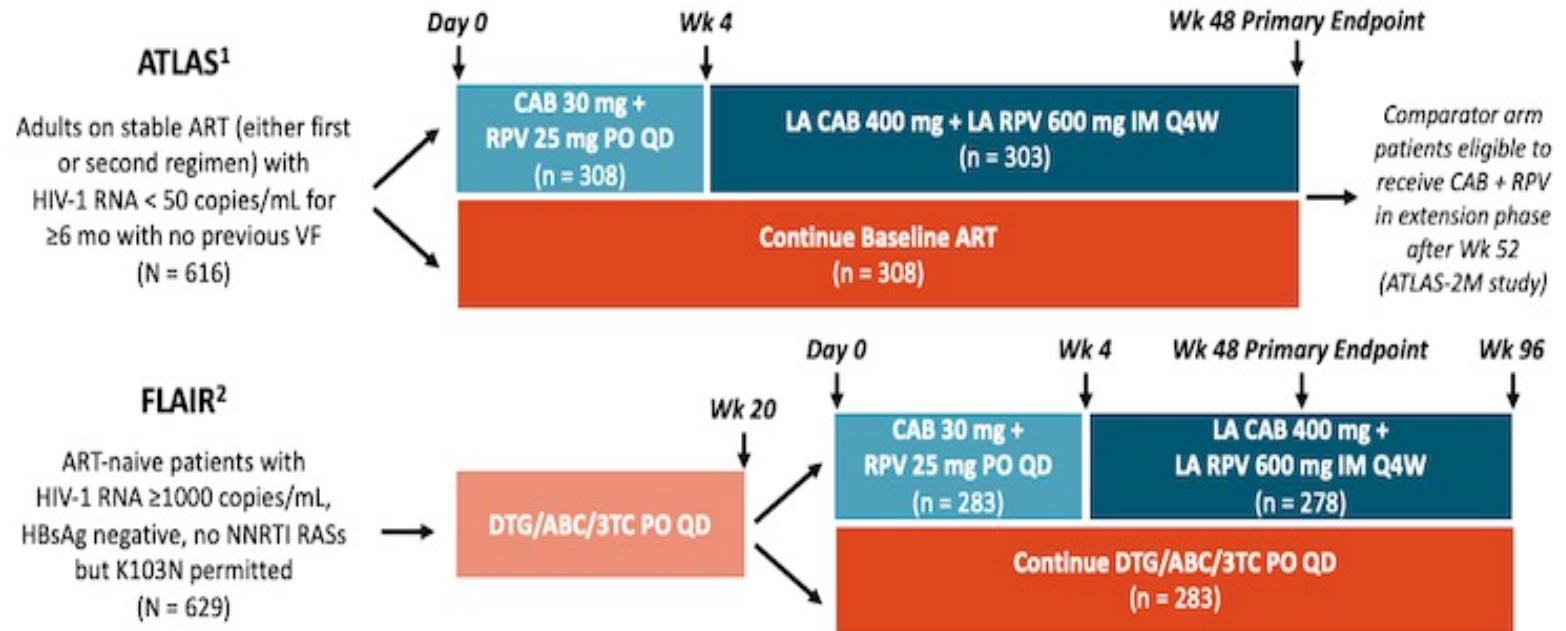 Day 0
Wk 4
Wk 48 Primary Endpoint
ATLAS¹
Adults on stable ART (either first
or second regimen) with
HIV-1 RNA < 50 copies/mL for
≥6 mo with no previous VF
(N = 616)
CAB 30 mg +
RPV 25 mg PO QD
(n = 308)
LA CAB 400 mg + LA RPV 600 mg IM Q4W
(n = 303)
Continue Baseline ART
(n = 308)
Comparator arm
patients eligible to
receive CAB + RPV
in extension phase
after Wk 52
(ATLAS-2M study)
Day 0
Wk 4
Wk 48 Primary Endpoint
Wk 96
FLAIR²
ART-naive patients with
HIV-1 RNA ≥1000 copies/mL,
HBsAg negative, no NNRTI RASs
but K103N permitted
(N = 629)
Wk 20
DTG/ABC/3TC PO QD
CAB 30 mg +
RPV 25 mg PO QD
(n = 283)
LA CAB 400 mg +
LA RPV 600 mg IM Q4W
(n = 278)
Continue DTG/ABC/3TC PO QD
(n = 283)